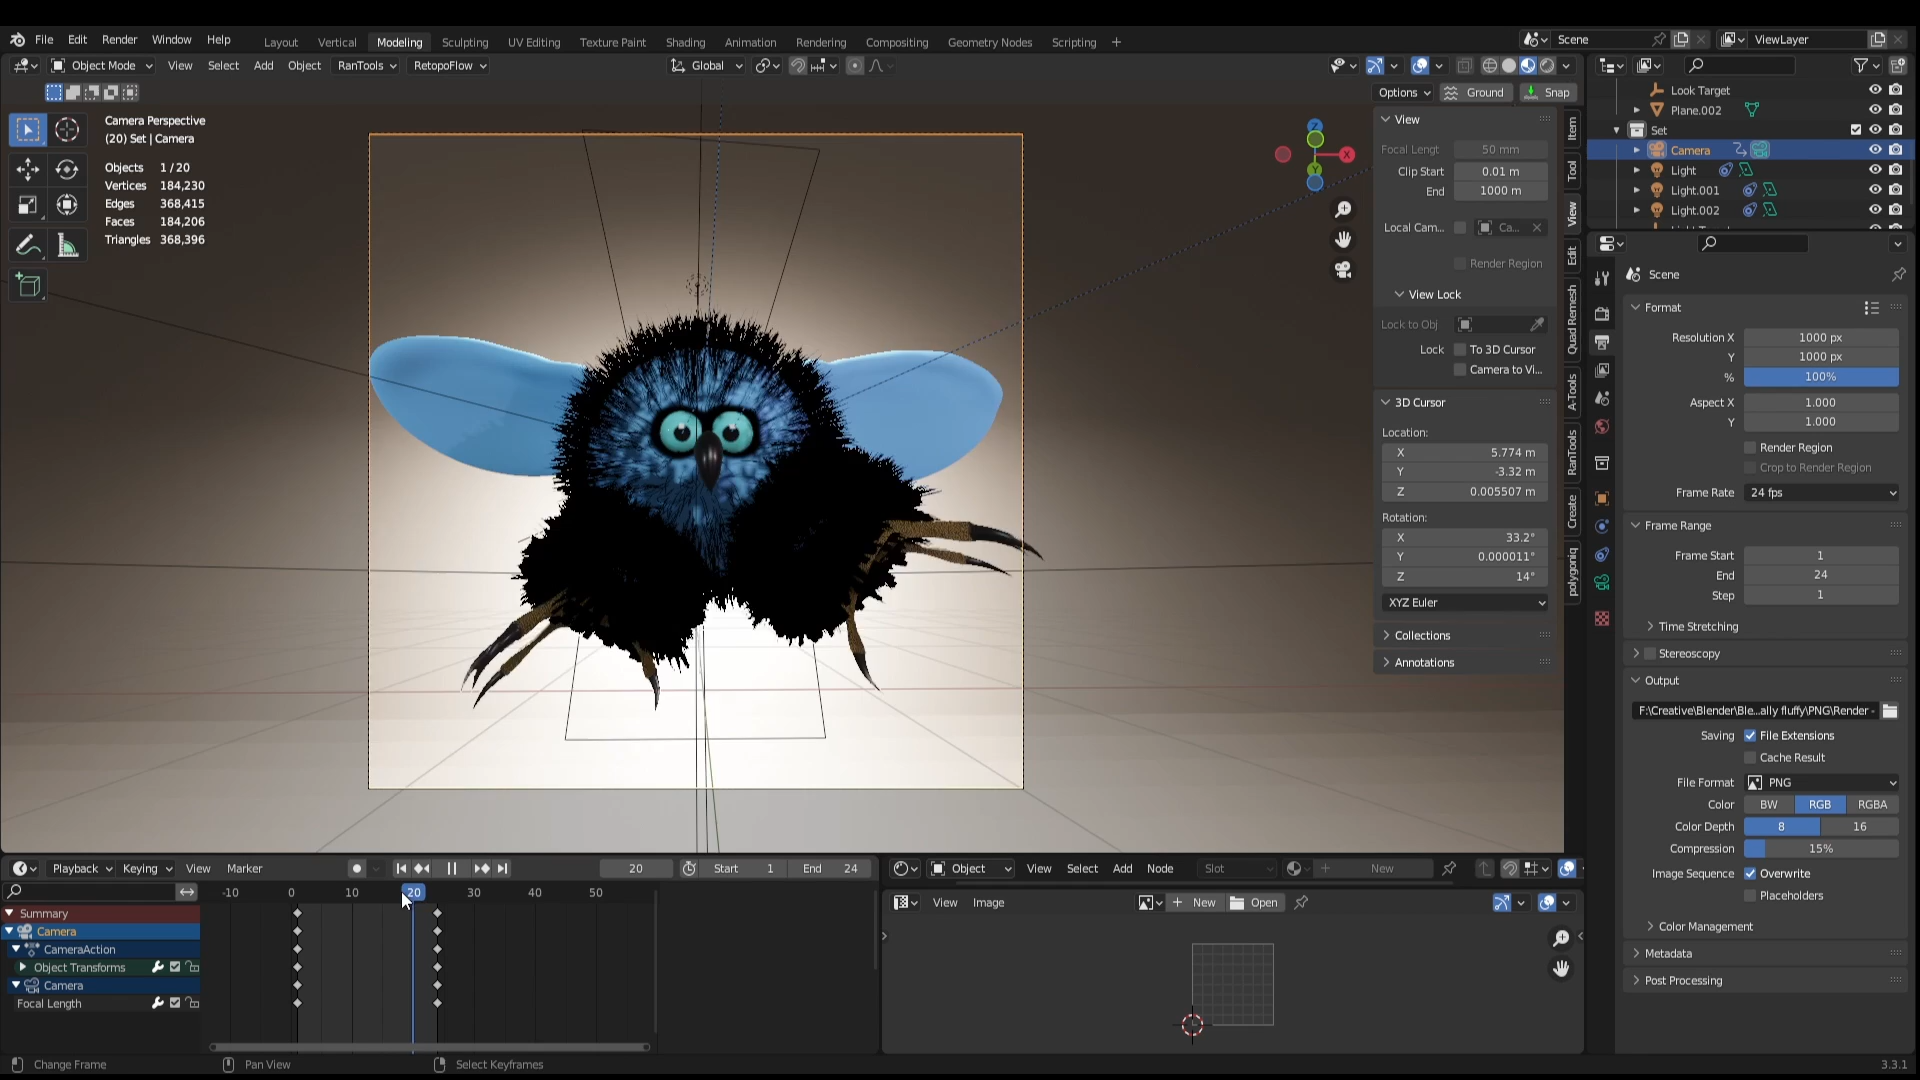 File Edit Render Window Help
Layout Vertical Modeling Sculpting UV Editing Texture Paint Shading Animation Rendering Compositing Geometry Nodes Scripting +
Scene
ViewLayer
Object Mode View Select Add Object RanTools RetopoFlow
Global
Options Ground Snap
Camera Perspective
(20) Set | Camera
Objects 1 / 20
Vertices 184,230
Edges 368,415
Faces 184,206
Triangles 368,396
Z
X
Y
View
Focal Lengt 50 mm
Clip Start 0.01 m
End 1000 m
Local Cam... Ca...
Render Region
View Lock
Lock to Obj
Lock To 3D Cursor
Camera to Vi...
3D Cursor
Location:
X 5.774 m
Y -3.32 m
Z 0.005507 m
Rotation:
X 33.2°
Y 0.000011°
Z 14°
XYZ Euler
Collections
Annotations
Item
Tool
View
Edit
Quad Remesh
A-Tools
RanTools
Create
polygoniq
Look Target
Plane.002
Set
Camera
Light
Light.001
Light.002
Scene
Format
Resolution X 1000 px
Y 1000 px
% 100%
Aspect X 1.000
Y 1.000
Render Region
Crop to Render Region
Frame Rate 24 fps
Frame Range
Frame Start 1
End 24
Step 1
Time Stretching
Stereoscopy
Output
F:\Creative\Blender\Ble...ally fluffy\PNG\Render -
Saving File Extensions
Cache Result
File Format PNG
Color BW RGB RGBA
Color Depth 8 16
Compression 15%
Image Sequence Overwrite
Placeholders
Color Management
Metadata
Post Processing
Playback Keying View Marker
20 Start 1 End 24
-10 0 10 20 30 40 50
Summary
Camera
CameraAction
Object Transforms
Camera
Focal Length
Object View Select Add Node Slot New
View Image New Open
Change Frame Pan View Select Keyframes
3.3.1